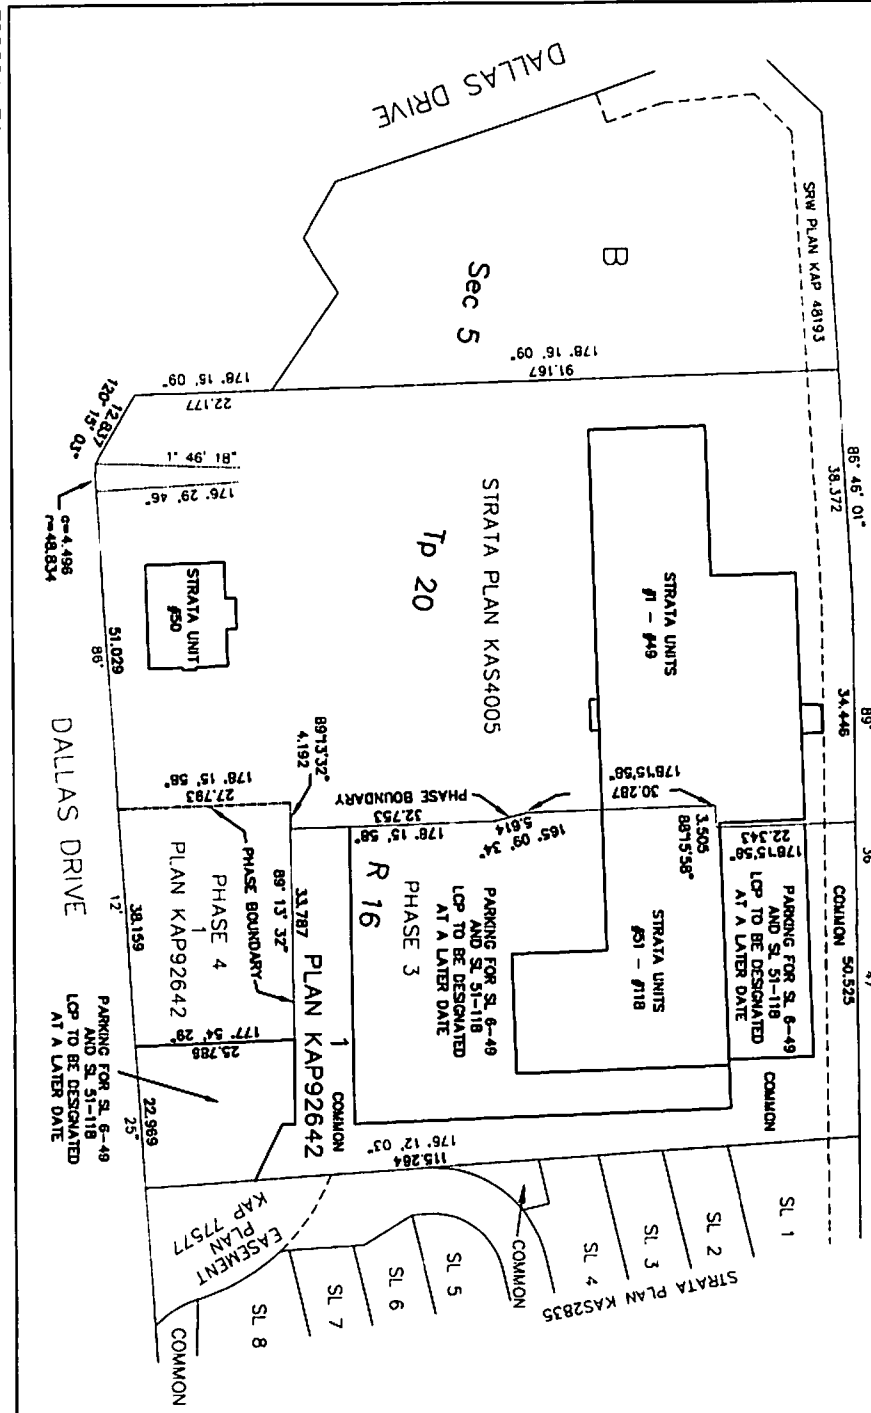 DALLAS DRIVE
B
Sec 5
SRW PLAN KAP 48193
178° 16' 09"
91.167
86° 46' 01"
38.372
178° 15' 09"
22.177
12.837
120° 15' 03"
176° 29' 46"
a=4.496
r=48.834
STRATA PLAN KAS4005
Tp 20
STRATA UNITS
#1 - #49
STRATA UNIT
#50
51.029
86°
DALLAS DRIVE
89°
34.446
178°15'58"
30.287
3.505
88°15'58"
PHASE BOUNDARY
165° 09' 34"
5.614
178° 15' 58"
32.753
89°13'32"
4.192
178° 15' 58"
27.793
22.343
178°15'58"
36'
47"
COMMON
50.525
PARKING FOR SL 6-49
AND SL 51-118
LCP TO BE DESIGNATED
AT A LATER DATE
STRATA UNITS
#51 - #118
PARKING FOR SL 6-49
AND SL 51-118
LCP TO BE DESIGNATED
AT A LATER DATE
PHASE 3
R 16
33.787
89° 13' 32"
PHASE BOUNDARY
PHASE 4
1
PLAN KAP92642
38.159
12'
1
PLAN KAP92642
COMMON
COMMON
177° 54' 29"
25.788
22.969
25"
PARKING FOR SL 6-49
AND SL 51-118
LCP TO BE DESIGNATED
AT A LATER DATE
176° 12' 03"
115.284
SL 1
SL 2
SL 3
SL 4
COMMON
SL 5
SL 6
SL 7
SL 8
COMMON
STRATA PLAN KAS2835
EASEMENT
PLAN
KAP 77577